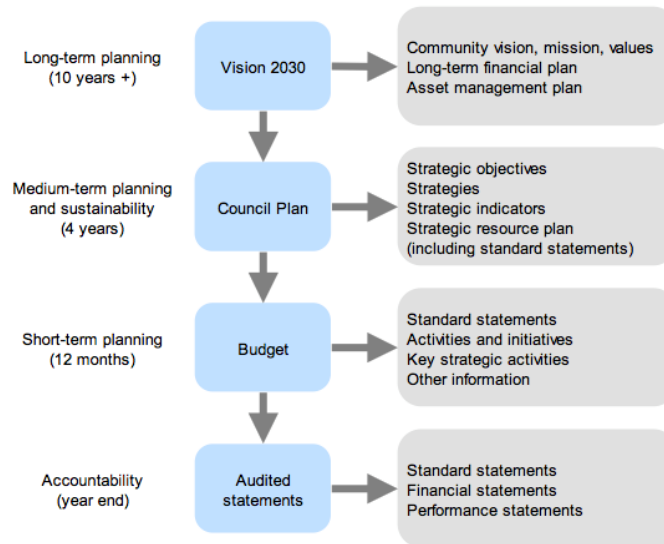 Long-term planning
(10 years +)
Vision 2030
Community vision, mission, values
Long-term financial plan
Asset management plan
Medium-term planning
and sustainability
(4 years)
Council Plan
Strategic objectives
Strategies
Strategic indicators
Strategic resource plan
(including standard statements)
Short-term planning
(12 months)
Budget
Standard statements
Activities and initiatives
Key strategic activities
Other information
Accountability
(year end)
Audited
statements
Standard statements
Financial statements
Performance statements